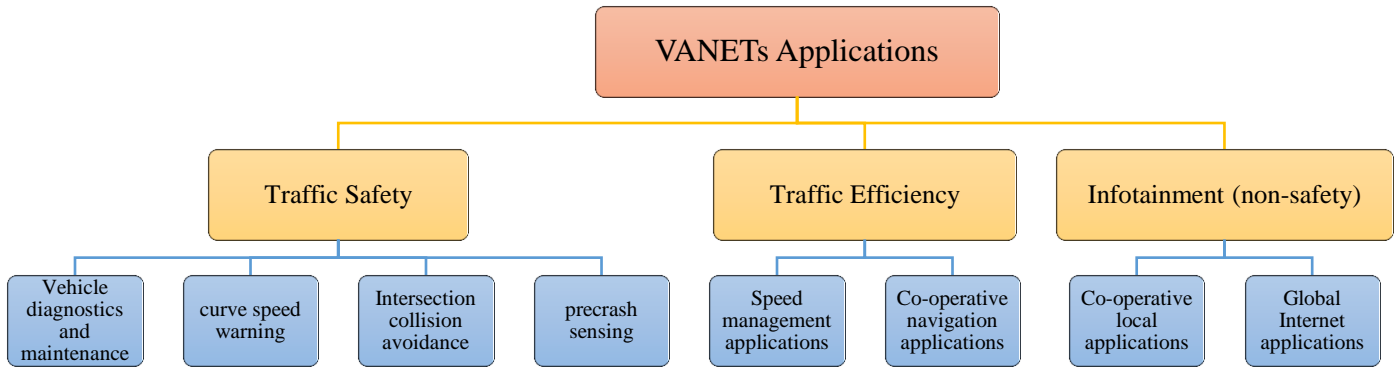 VANETs Applications
Traffic Safety
Traffic Efficiency
Infotainment (non-safety)
Vehicle
diagnostics
and
maintenance
curve speed
warning
Intersection
collision
avoidance
precrash
sensing
Speed
management
applications
Co-operative
navigation
applications
Co-operative
local
applications
Global
Internet
applications